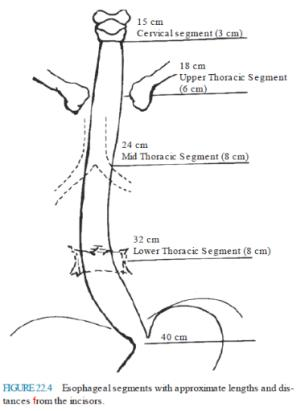 15 cm
Cervical segment (3 cm)
18 cm
Upper Thoracic Segment
(6 cm)
24 cm
Mid Thoracic Segment (8 cm)
32 cm
Lower Thoracic Segment (8 cm)
40 cm
FIGURE 22.4 Esophageal segments with approximate lengths and dis-
tances from the incisors.